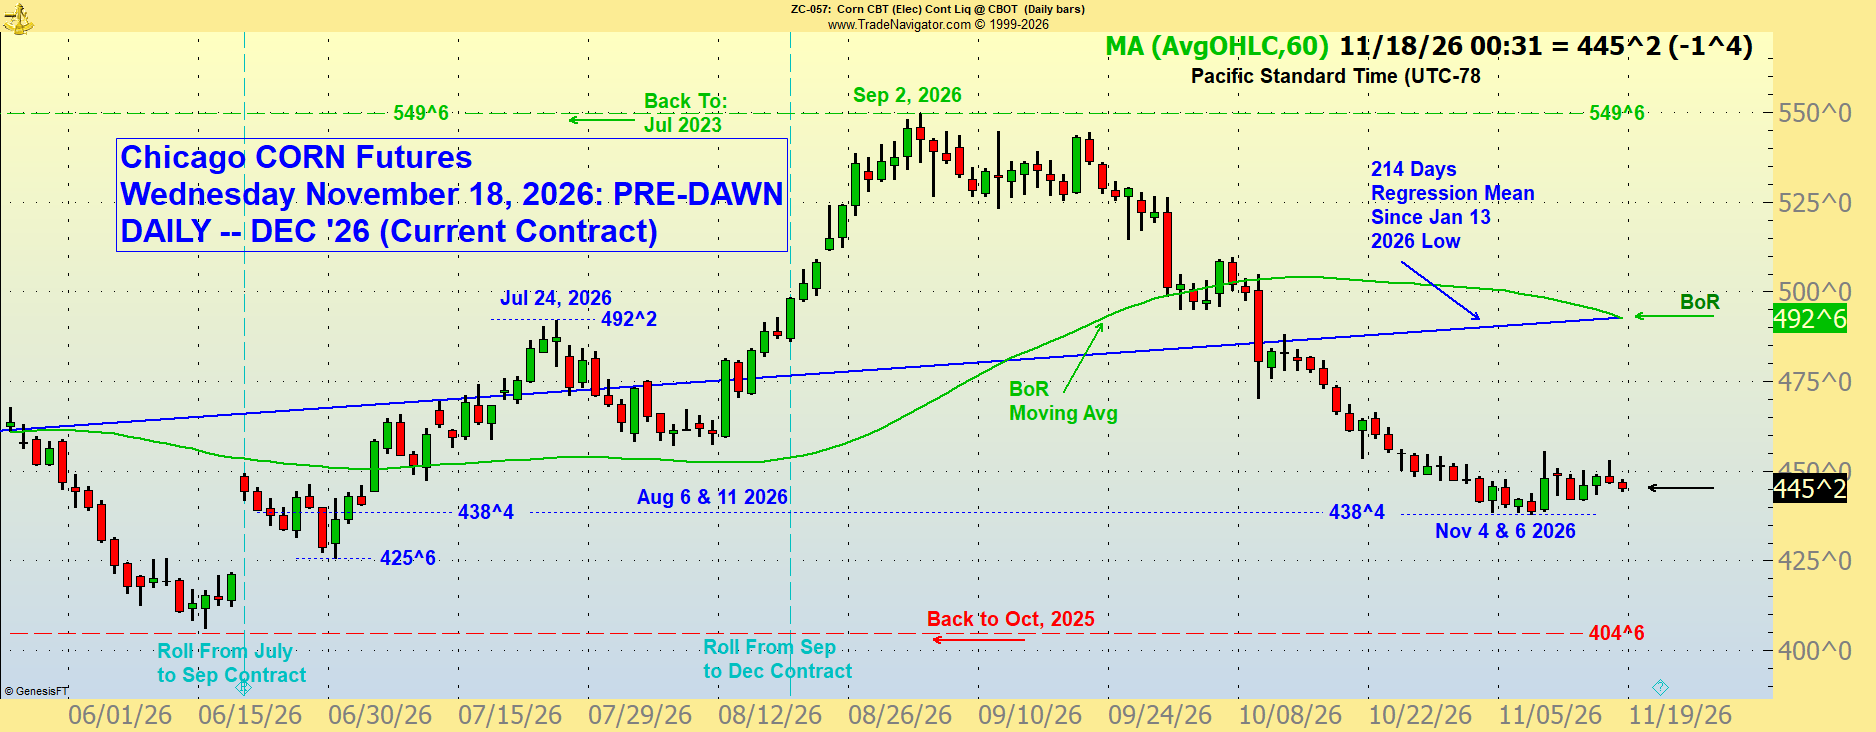 ZC-057:  Corn CBT (Elec) Cont Liq @ CBOT  (Daily bars)
www.TradeNavigator.com © 1999-2026
MA (AvgOHLC,60) 11/18/26 00:31 = 445^2 (-1^4)
Pacific Standard Time (UTC-78
Sep 2, 2026
549^6
Back To:
Jul 2023
549^6
550^0
Chicago CORN Futures
Wednesday November 18, 2026: PRE-DAWN
DAILY -- DEC '26 (Current Contract)
214 Days
Regression Mean
Since Jan 13
2026 Low
525^0
Jul 24, 2026
492^2
500^0
BoR
492^6
BoR
Moving Avg
475^0
450^0
445^2
Aug 6 & 11 2026
438^4
438^4
Nov 4 & 6 2026
425^6
425^0
Back to Oct, 2025
404^6
Roll From July
to Sep Contract
Roll From Sep
to Dec Contract
400^0
R
?
© GenesisFT
06/01/26 06/15/26 06/30/26 07/15/26 07/29/26 08/12/26 08/26/26 09/10/26 09/24/26 10/08/26 10/22/26 11/05/26 11/19/26